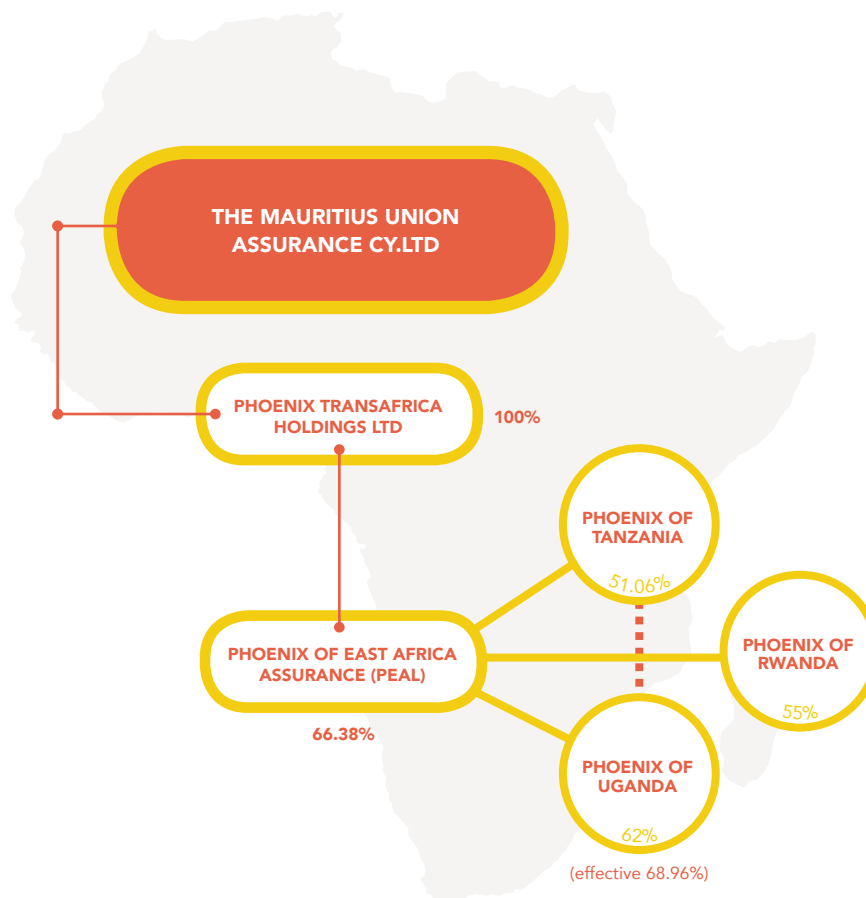 THE MAURITIUS UNION
ASSURANCE CY.LTD
PHOENIX TRANSAFRICA
HOLDINGS LTD
100%
PHOENIX OF
TANZANIA
51.06%
PHOENIX OF EAST AFRICA
ASSURANCE (PEAL)
66.38%
PHOENIX OF
RWANDA
55%
PHOENIX OF
UGANDA
62%
(effective 68.96%)